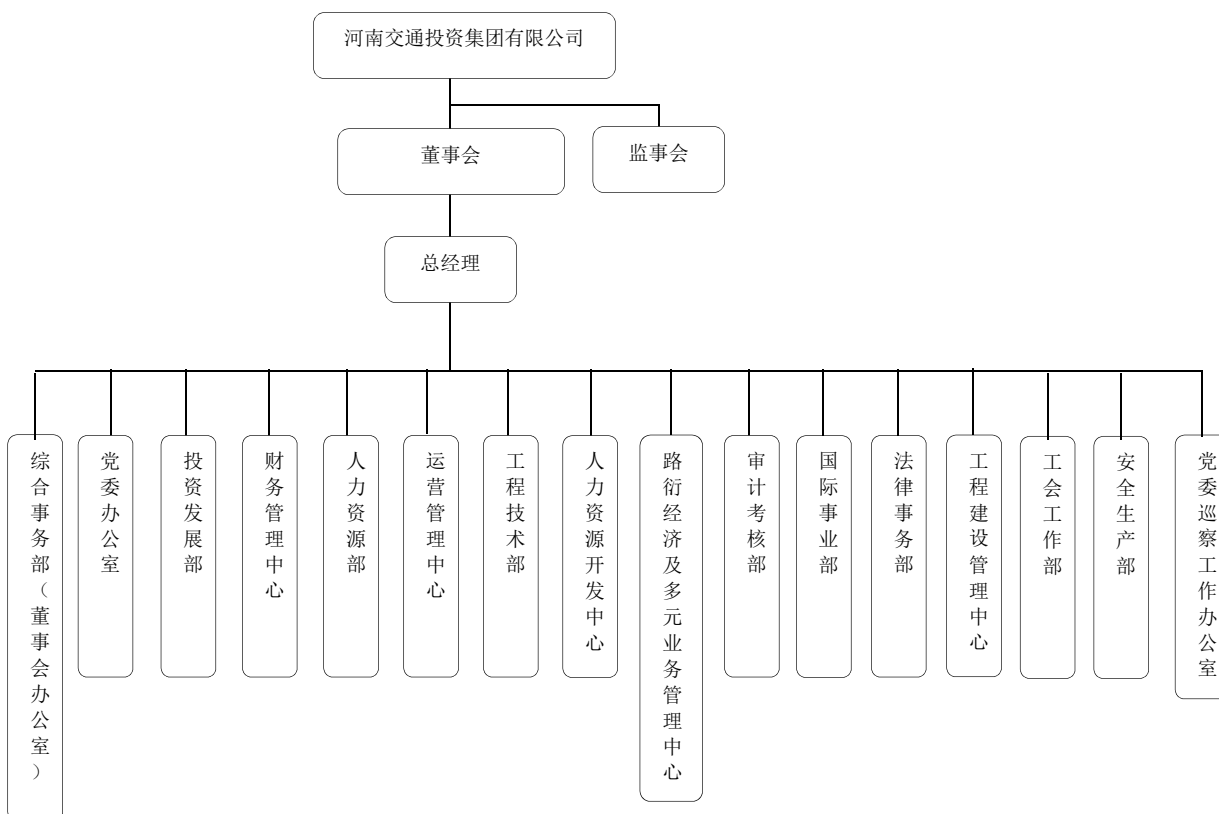 河南交通投资集团有限公司
董事会
监事会
总经理
综合事务部（董事会办公室）
党委办公室
投资发展部
财务管理中心
人力资源部
运营管理中心
工程技术部
人力资源开发中心
路衍经济及多元业务管理中心
审计考核部
国际事业部
法律事务部
工程建设管理中心
工会工作部
安全生产部
党委巡察工作办公室